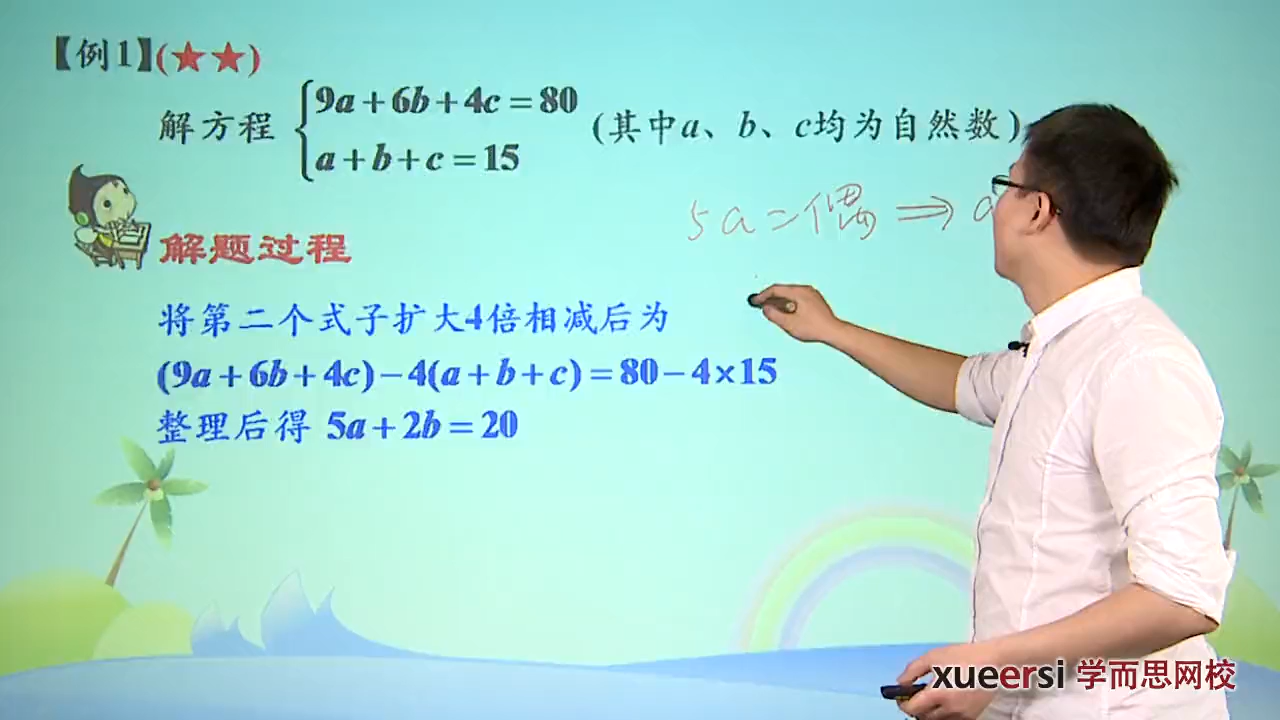 【例1】(★★)
解方程 { 9a+6b+4c=80
a+b+c=15
(其中a、b、c均为自然数)
5a=偶⇒a
解题过程
将第二个式子扩大4倍相减后为
(9a+6b+4c)-4(a+b+c)=80-4×15
整理后得 5a+2b=20
xueersi 学而思网校